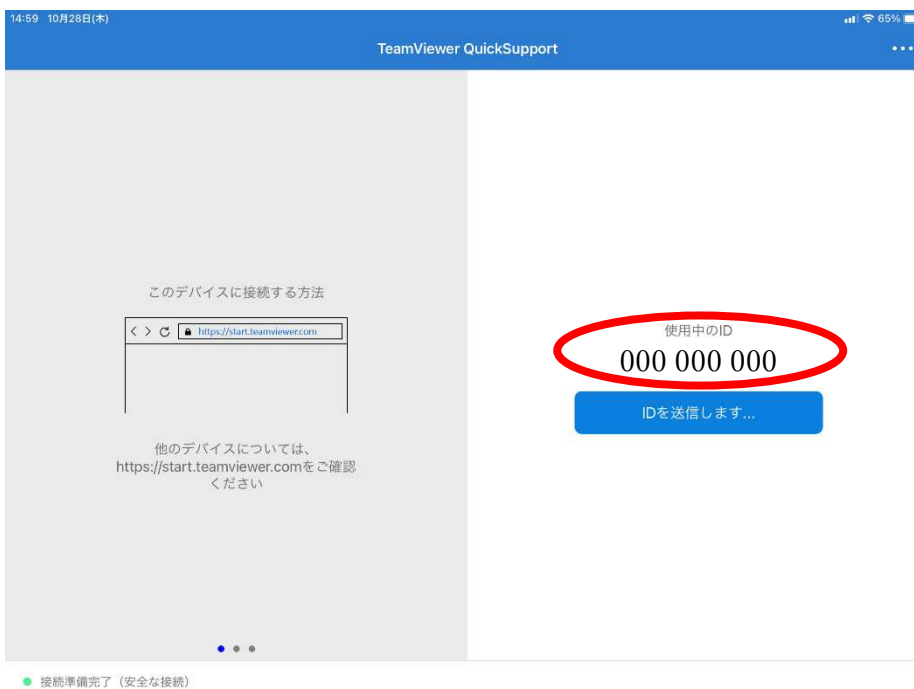 14:59 10月28日(木)
65%
TeamViewer QuickSupport
このデバイスに接続する方法
https://start.teamviewer.com
他のデバイスについては、
https://start.teamviewer.comをご確認
ください
使用中のID
000 000 000
IDを送信します...
接続準備完了（安全な接続）